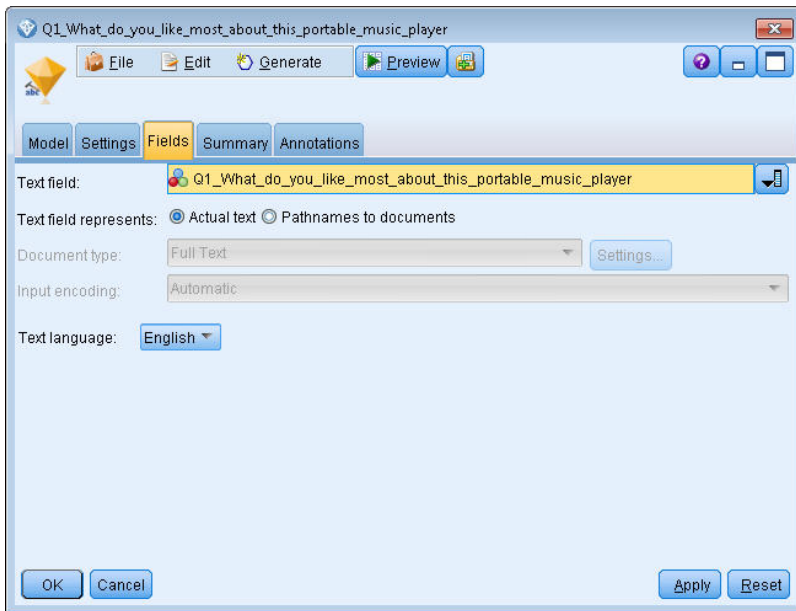 Q1_What_do_you_like_most_about_this_portable_music_player
File Edit Generate Preview
abc
Model Settings Fields Summary Annotations
Text field: Q1_What_do_you_like_most_about_this_portable_music_player
Text field represents: Actual text Pathnames to documents
Document type: Full Text Settings...
Input encoding: Automatic
Text language: English
OK Cancel Apply Reset